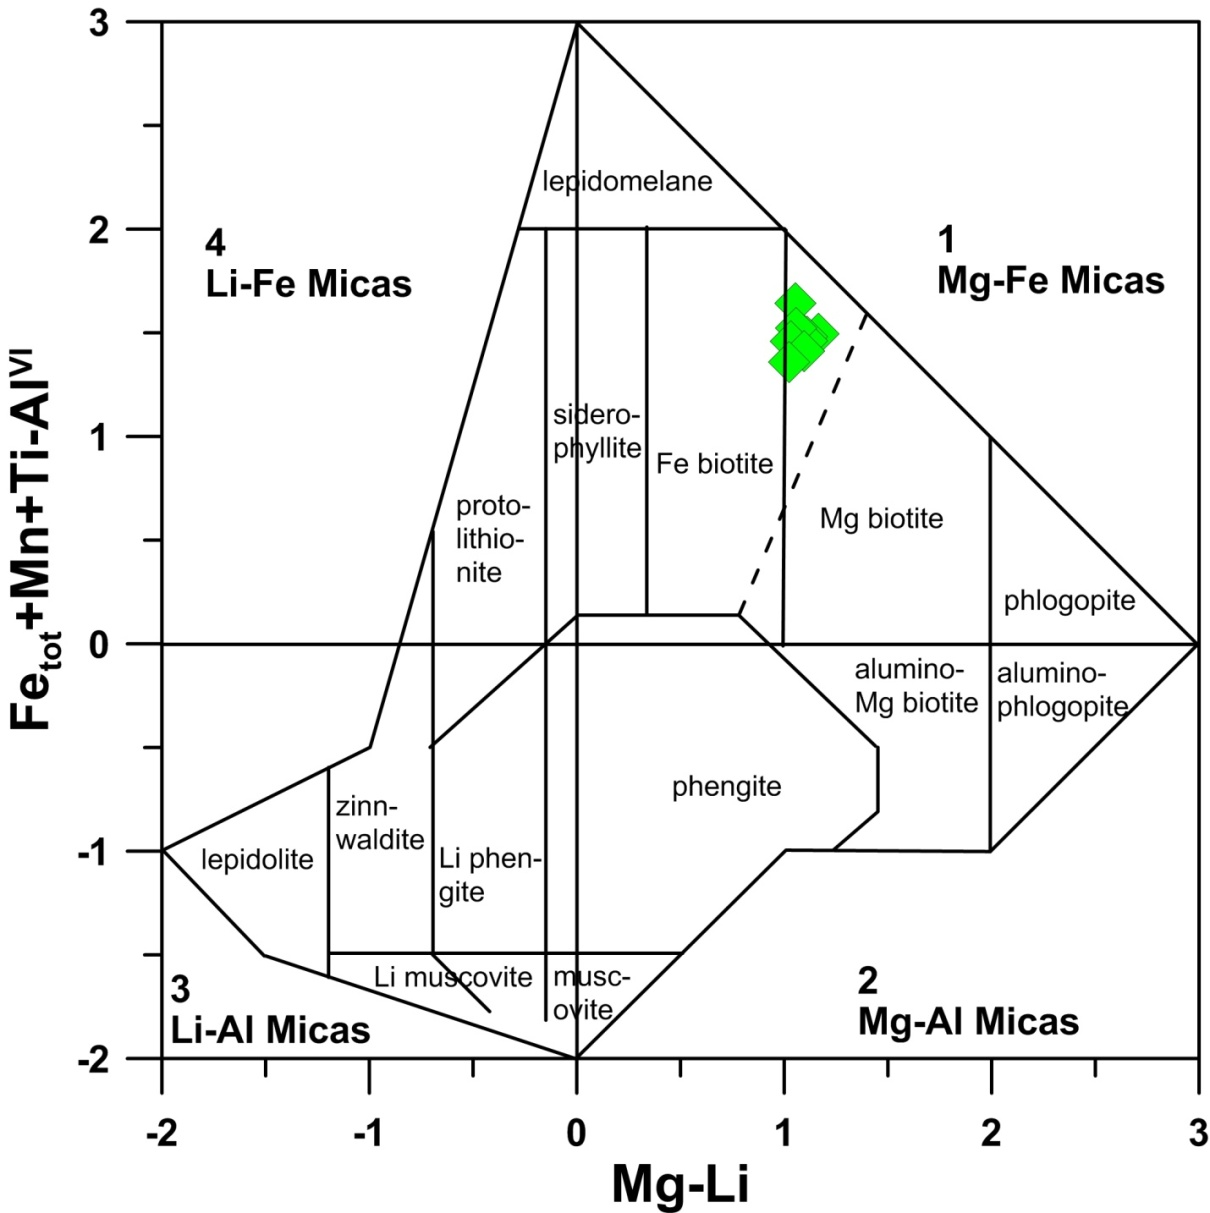 3
2
1
0
-1
-2
Fetot+Mn+Ti-AlVI
lepidomelane
4
Li-Fe Micas
1
Mg-Fe Micas
sidero-
phyllite
Fe biotite
proto-
lithio-
nite
Mg biotite
phlogopite
alumino-
Mg biotite
alumino-
phlogopite
phengite
zinn-
waldite
lepidolite
Li phen-
gite
Li muscovite
musc-
ovite
3
Li-Al Micas
2
Mg-Al Micas
-2
-1
0
1
2
3
Mg-Li